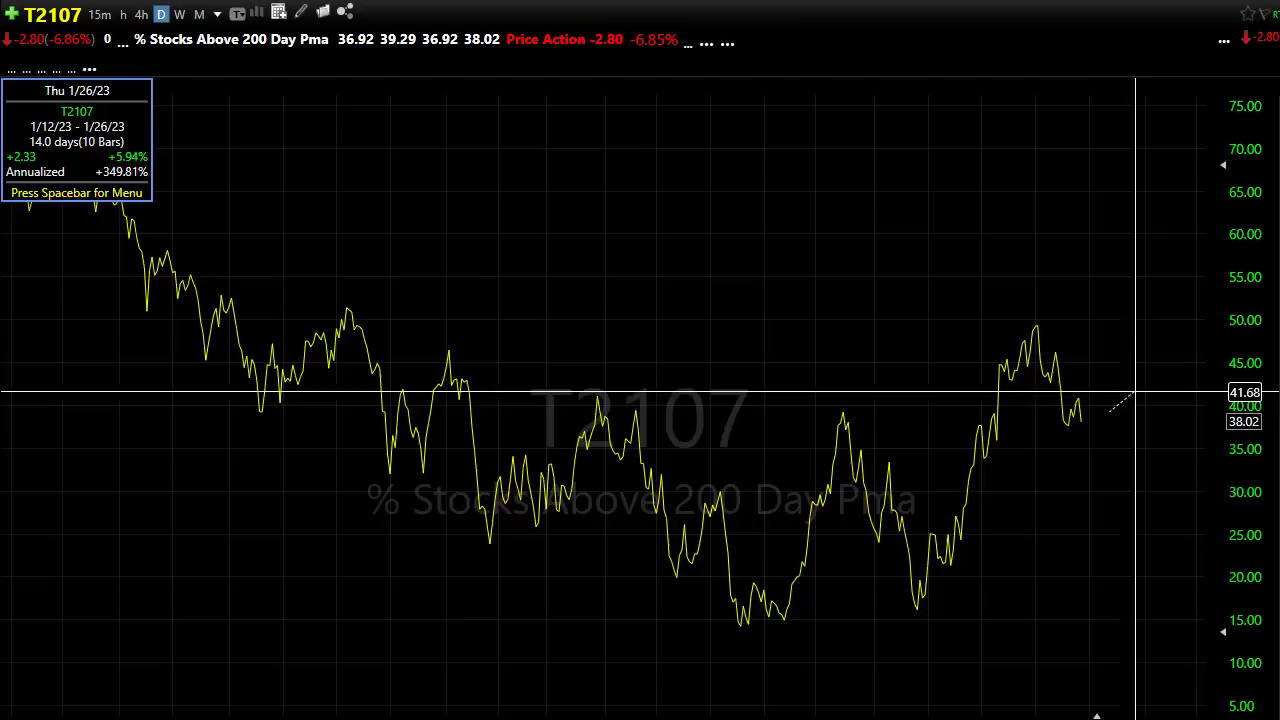 T2107 15m h 4h D W M T
-2.80(-6.86%) 0 ... % Stocks Above 200 Day Pma 36.92 39.29 36.92 38.02 Price Action -2.80 -6.85% ... ... ... ... -2.80
... ... ... ... ... ...
Thu 1/26/23
T2107
1/12/23 - 1/26/23
14.0 days(10 Bars)
+2.33 +5.94%
Annualized +349.81%
Press Spacebar for Menu
T2107
% Stocks Above 200 Day Pma
75.00
70.00
65.00
60.00
55.00
50.00
45.00
41.68
40.00
38.02
35.00
30.00
25.00
20.00
15.00
10.00
5.00